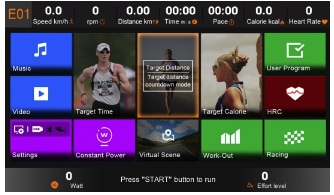 E01
0.0 0 0.00 00:00 00:00 0.0 0
Speed km/h rpm Distance km Time m:s Pace Calorie kcal Heart Rate
Music
Target Distance
Target distance
countdown mode
User Program
Video
Target Time
Target Calorie
HRC
Settings
Constant Power
Virtual Scene
Work-Out
Racing
0
Watt
Press "START" button to run
0
Effort level